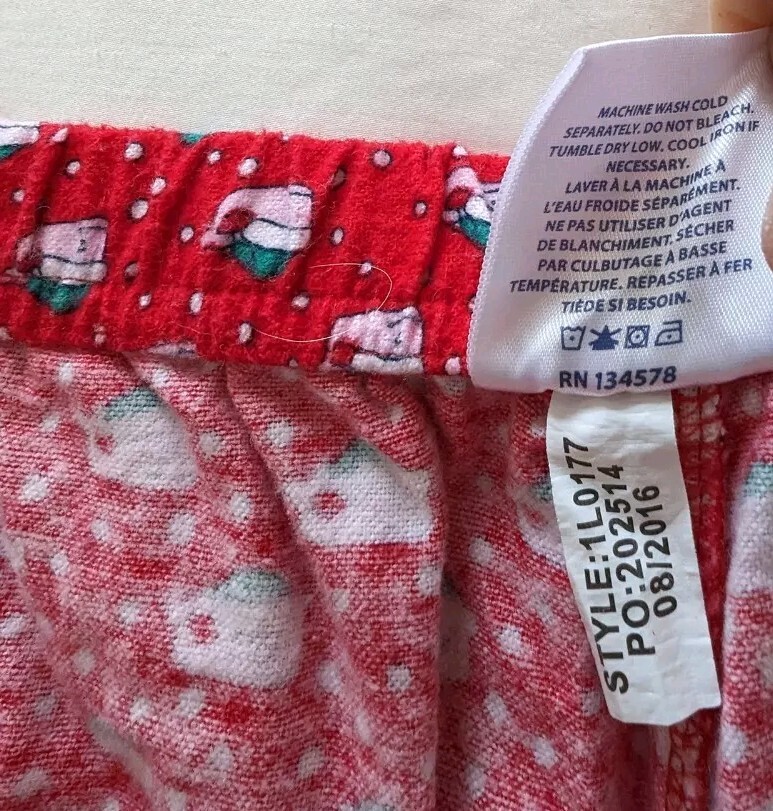 MACHINE WASH COLD
SEPARATELY. DO NOT BLEACH.
TUMBLE DRY LOW. COOL IRON IF
NECESSARY.
LAVER À LA MACHINE À
L'EAU FROIDE SÉPARÉMENT.
NE PAS UTILISER D'AGENT
DE BLANCHIMENT. SÉCHER
PAR CULBUTAGE À BASSE
TEMPÉRATURE. REPASSER À FER
TIÈDE SI BESOIN.
RN 134578
STYLE:1L0177
PO:202514
08/2016